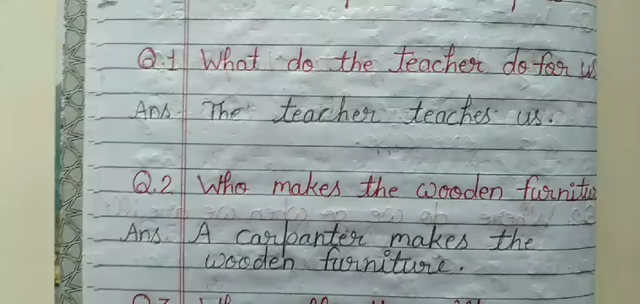 Q.1 What do the teacher do for us
Ans The teacher teaches us.
Q.2 Who makes the wooden furnitu
Ans A carpanter makes the
wooden furniture.